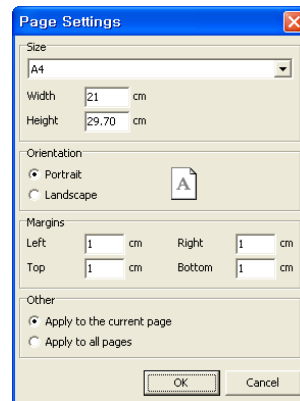 Page Settings
Size
A4
Width 21 cm
Height 29,70 cm
Orientation
Portrait
A
Landscape
Margins
Left 1 cm Right 1 cm
Top 1 cm Bottom 1 cm
Other
Apply to the current page
Apply to all pages
OK Cancel